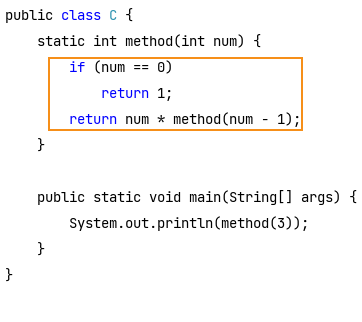 public class C {
    static int method(int num) {
        if (num == 0)
            return 1;
        return num * method(num - 1);
    }
    public static void main(String[] args) {
        System.out.println(method(3));
    }
}